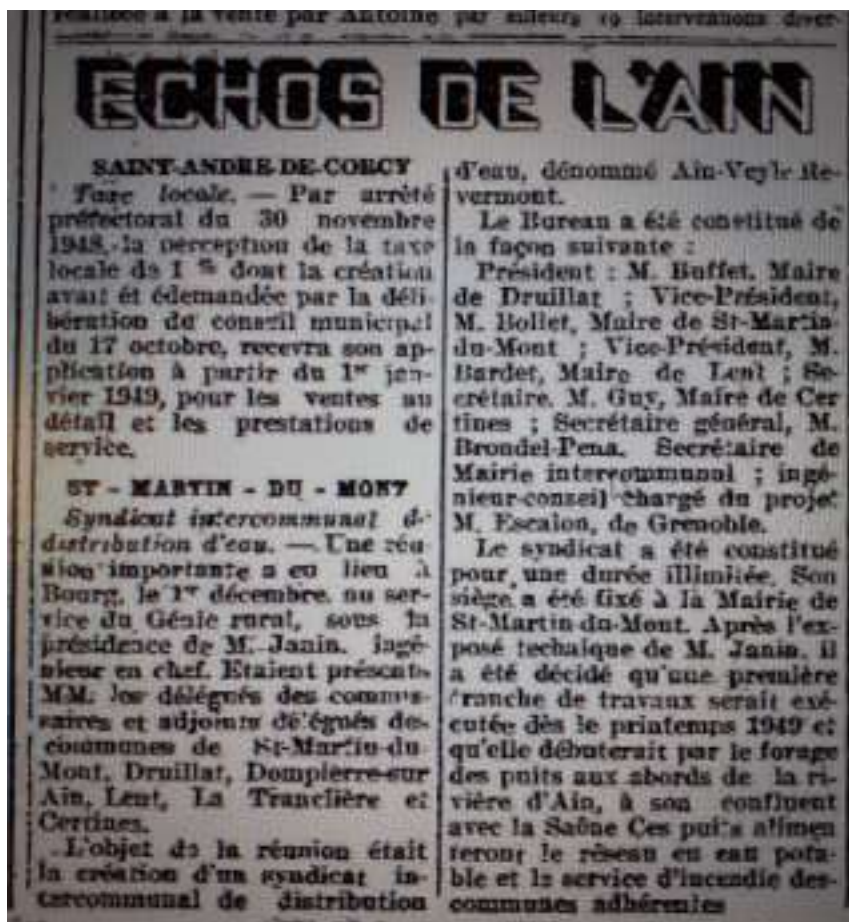 réalisée à la vente par Antoine
par ailleurs 19 interventions diver-
ECHOS DE L'AIN
SAINT-ANDRE-DE-CORCY
Taxe locale. — Par arrêté
préfectoral du 30 novembre
1948, la perception de la taxe
locale de 1 % dont la création
avait ét édemandée par la déli-
bération du conseil municipal
du 17 octobre, recevra son ap-
plication à partir du 1er jan-
vier 1949, pour les ventes au
détail et les prestations de
service.
ST - MARTIN - DU - MONT
Syndicat intercommunal d
distribution d'eau. — Une réu-
nion importante a eu lieu à
Bourg, le 1er décembre, au ser-
vice du Génie rural, sous la
présidence de M. Janin, ingé-
nieur en chef. Etaient présents
MM. les délégués des commu-
maires et adjoints délégués des
communes de St-Martin-du-
Mont, Druillat, Dompierre-sur
Ain, Lent, La Tranclière et
Certines.
L'objet de la réunion était
la création d'un syndicat in-
tercommunal de distribution
d'eau, dénommé Ain-Veyle Re-
vermont.
Le Bureau a été constitué de
la façon suivante :
Président : M. Buffet, Maire
de Druillat ; Vice-Président,
M. Bollet, Maire de St-Martin-
du-Mont ; Vice-Président, M.
Bardet, Maire de Lent ; Se-
crétaire, M. Guy, Maire de Cer
tines ; Secrétaire général, M.
Brondel-Pena, Secrétaire de
Mairie intercommunal ; ingé-
nieur-conseil chargé du projet
M. Escalon, de Grenoble.
Le syndicat a été constitué
pour une durée illimitée. Son
siège a été fixé à la Mairie de
St-Martin-du-Mont. Après l'ex-
posé technique de M. Janin, il
a été décidé qu'une première
tranche de travaux serait exé-
cutée dès le printemps 1949 et
qu'elle débuterait par le forage
des puits aux abords de la ri-
vière d'Ain, à son confluent
avec la Saône Ces puits alimen
teront le réseau en eau pota-
ble et le service d'incendie des
communes adhérentes